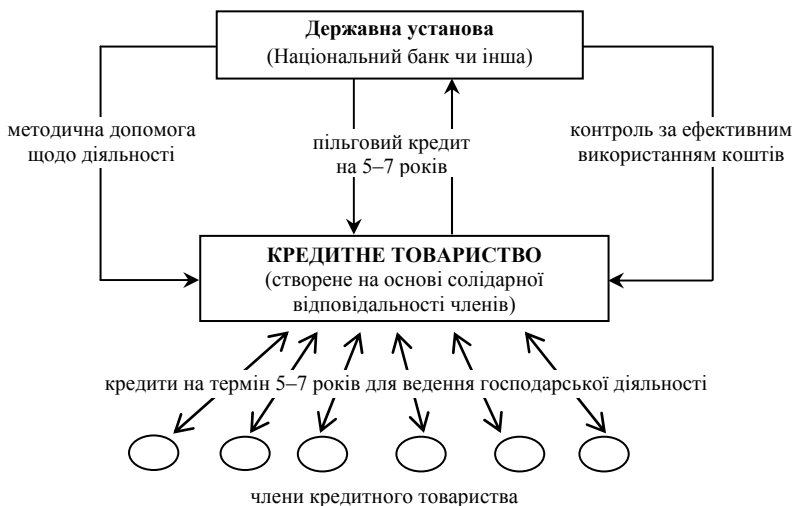 Державна установа
(Національний банк чи інша)
методична допомога
щодо діяльності
пільговий кредит
на 5–7 років
контроль за ефективним
використанням коштів
КРЕДИТНЕ ТОВАРИСТВО
(створене на основі солідарної
відповідальності членів)
кредити на термін 5–7 років для ведення господарської діяльності
члени кредитного товариства